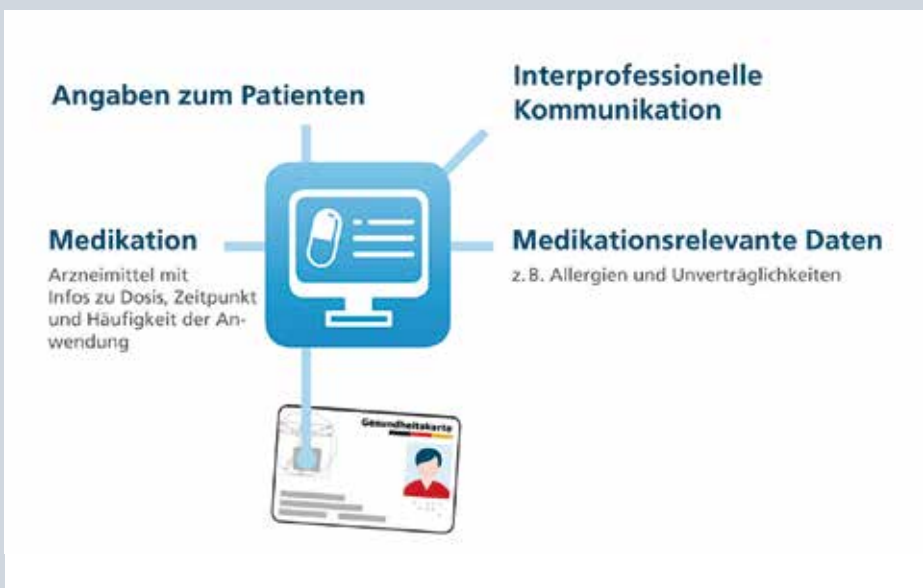 Angaben zum Patienten
Interprofessionelle
Kommunikation
Medikation
Arzneimittel mit
Infos zu Dosis, Zeitpunkt
und Häufigkeit der An-
wendung
Medikationsrelevante Daten
z. B. Allergien und Unverträglichkeiten
Gesundheitskarte